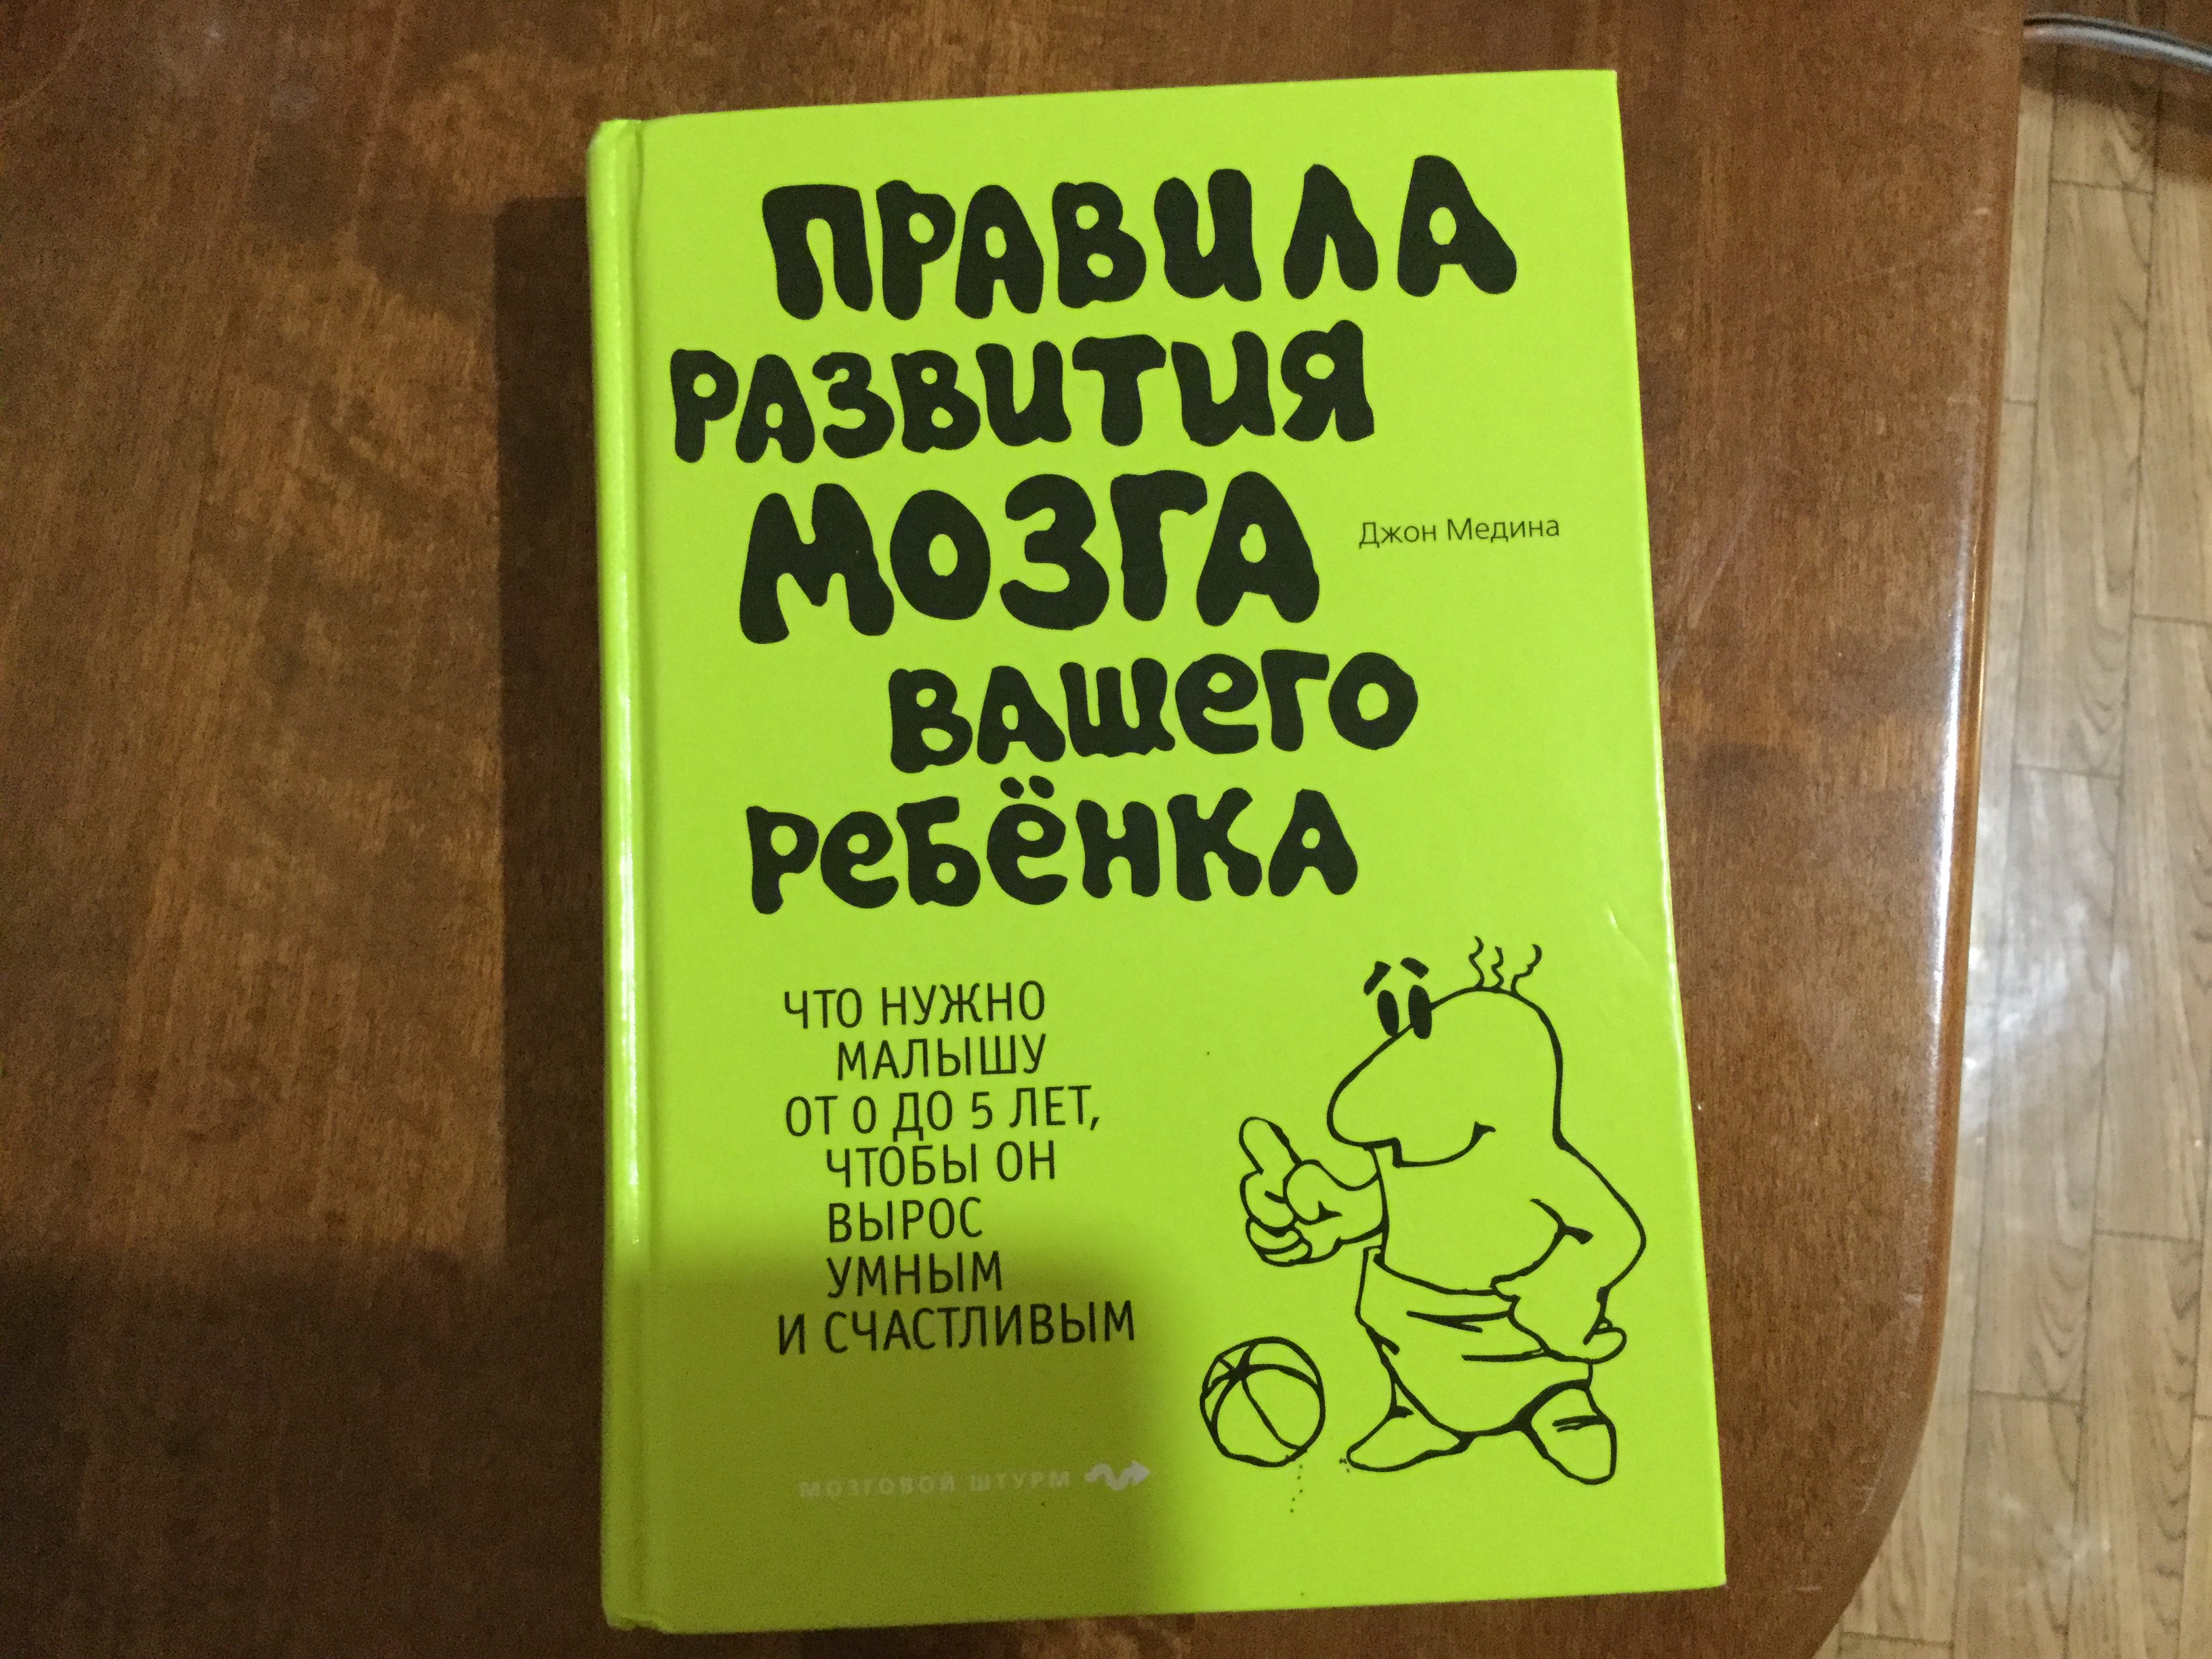 ПРАВИЛА
РАЗВИТИЯ
МОЗГА
Джон Медина
ВАШеГО
РебЁНКА
ЧТО НУЖНО
МАЛЫШУ
ОТ 0 ДО 5 ЛЕТ,
ЧТОБЫ ОН
ВЫРОС
УМНЫМ
И СЧАСТЛИВЫМ
МОЗГОВОЙ ШТУРМ